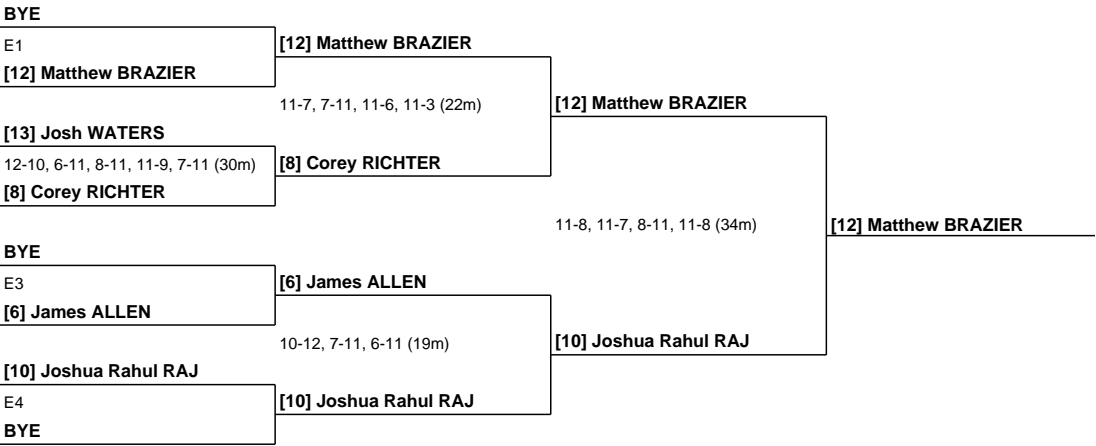 BYE
E1
[12] Matthew BRAZIER
[12] Matthew BRAZIER
11-7, 7-11, 11-6, 11-3 (22m)
[12] Matthew BRAZIER
[13] Josh WATERS
12-10, 6-11, 8-11, 11-9, 7-11 (30m)
[8] Corey RICHTER
[8] Corey RICHTER
11-8, 11-7, 8-11, 11-8 (34m)
[12] Matthew BRAZIER
BYE
E3
[6] James ALLEN
[6] James ALLEN
10-12, 7-11, 6-11 (19m)
[10] Joshua Rahul RAJ
[10] Joshua Rahul RAJ
E4
[10] Joshua Rahul RAJ
BYE